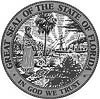 GREAT SEAL OF THE STATE OF FLORIDA
IN GOD WE TRUST